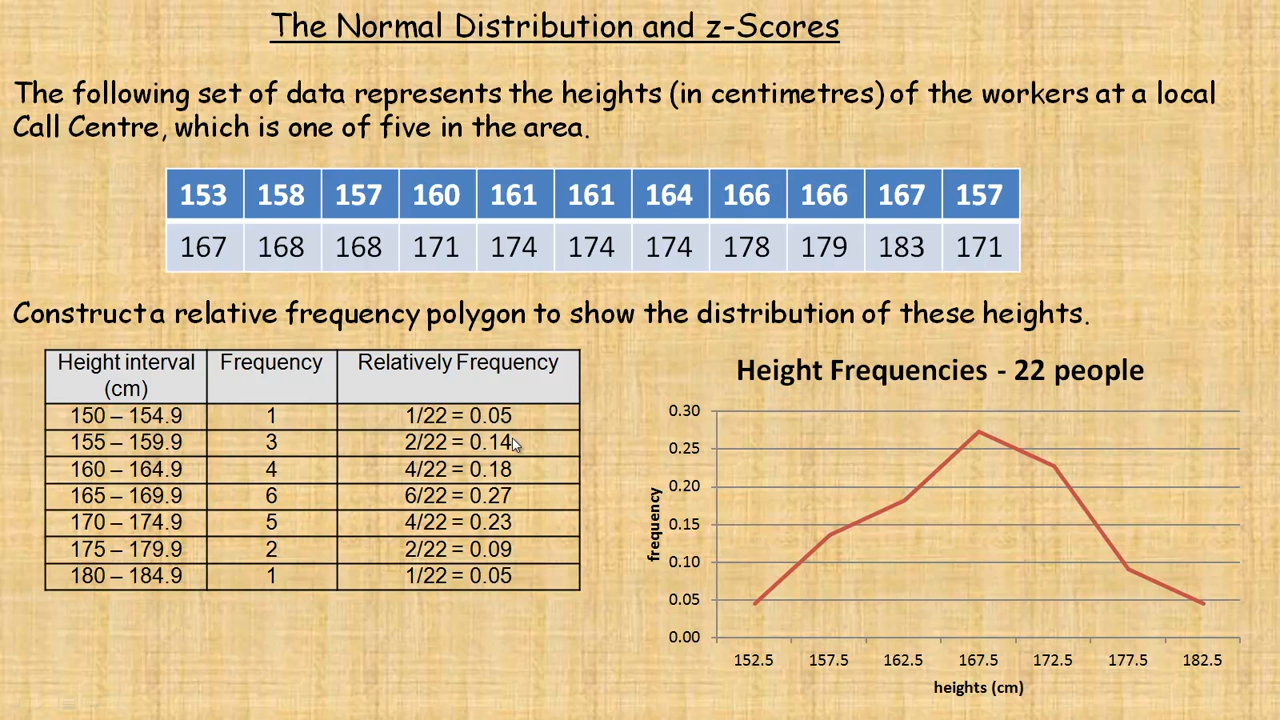 The Normal Distribution and z-Scores
The following set of data represents the heights (in centimetres) of the workers at a local
Call Centre, which is one of five in the area.
153 158 157 160 161 161 164 166 166 167 157
167 168 168 171 174 174 174 178 179 183 171
Construct a relative frequency polygon to show the distribution of these heights.
Height interval (cm) Frequency Relatively Frequency
150 – 154.9 1 1/22 = 0.05
155 – 159.9 3 2/22 = 0.14
160 – 164.9 4 4/22 = 0.18
165 – 169.9 6 6/22 = 0.27
170 – 174.9 5 4/22 = 0.23
175 – 179.9 2 2/22 = 0.09
180 – 184.9 1 1/22 = 0.05
Height Frequencies - 22 people
frequency
0.30
0.25
0.20
0.15
0.10
0.05
0.00
152.5 157.5 162.5 167.5 172.5 177.5 182.5
heights (cm)